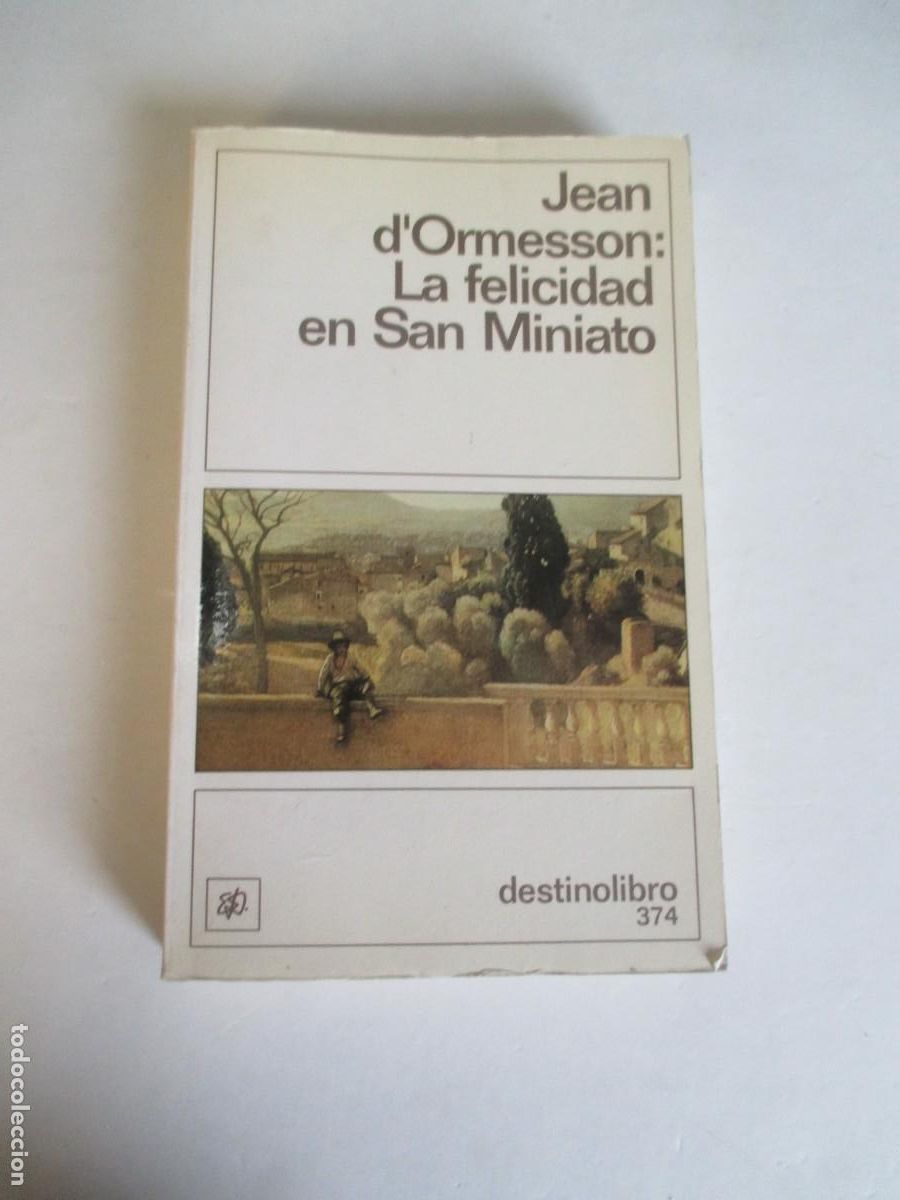 Jean
d'Ormesson:
La felicidad
en San Miniato
destinolibro
374
todocoleccion